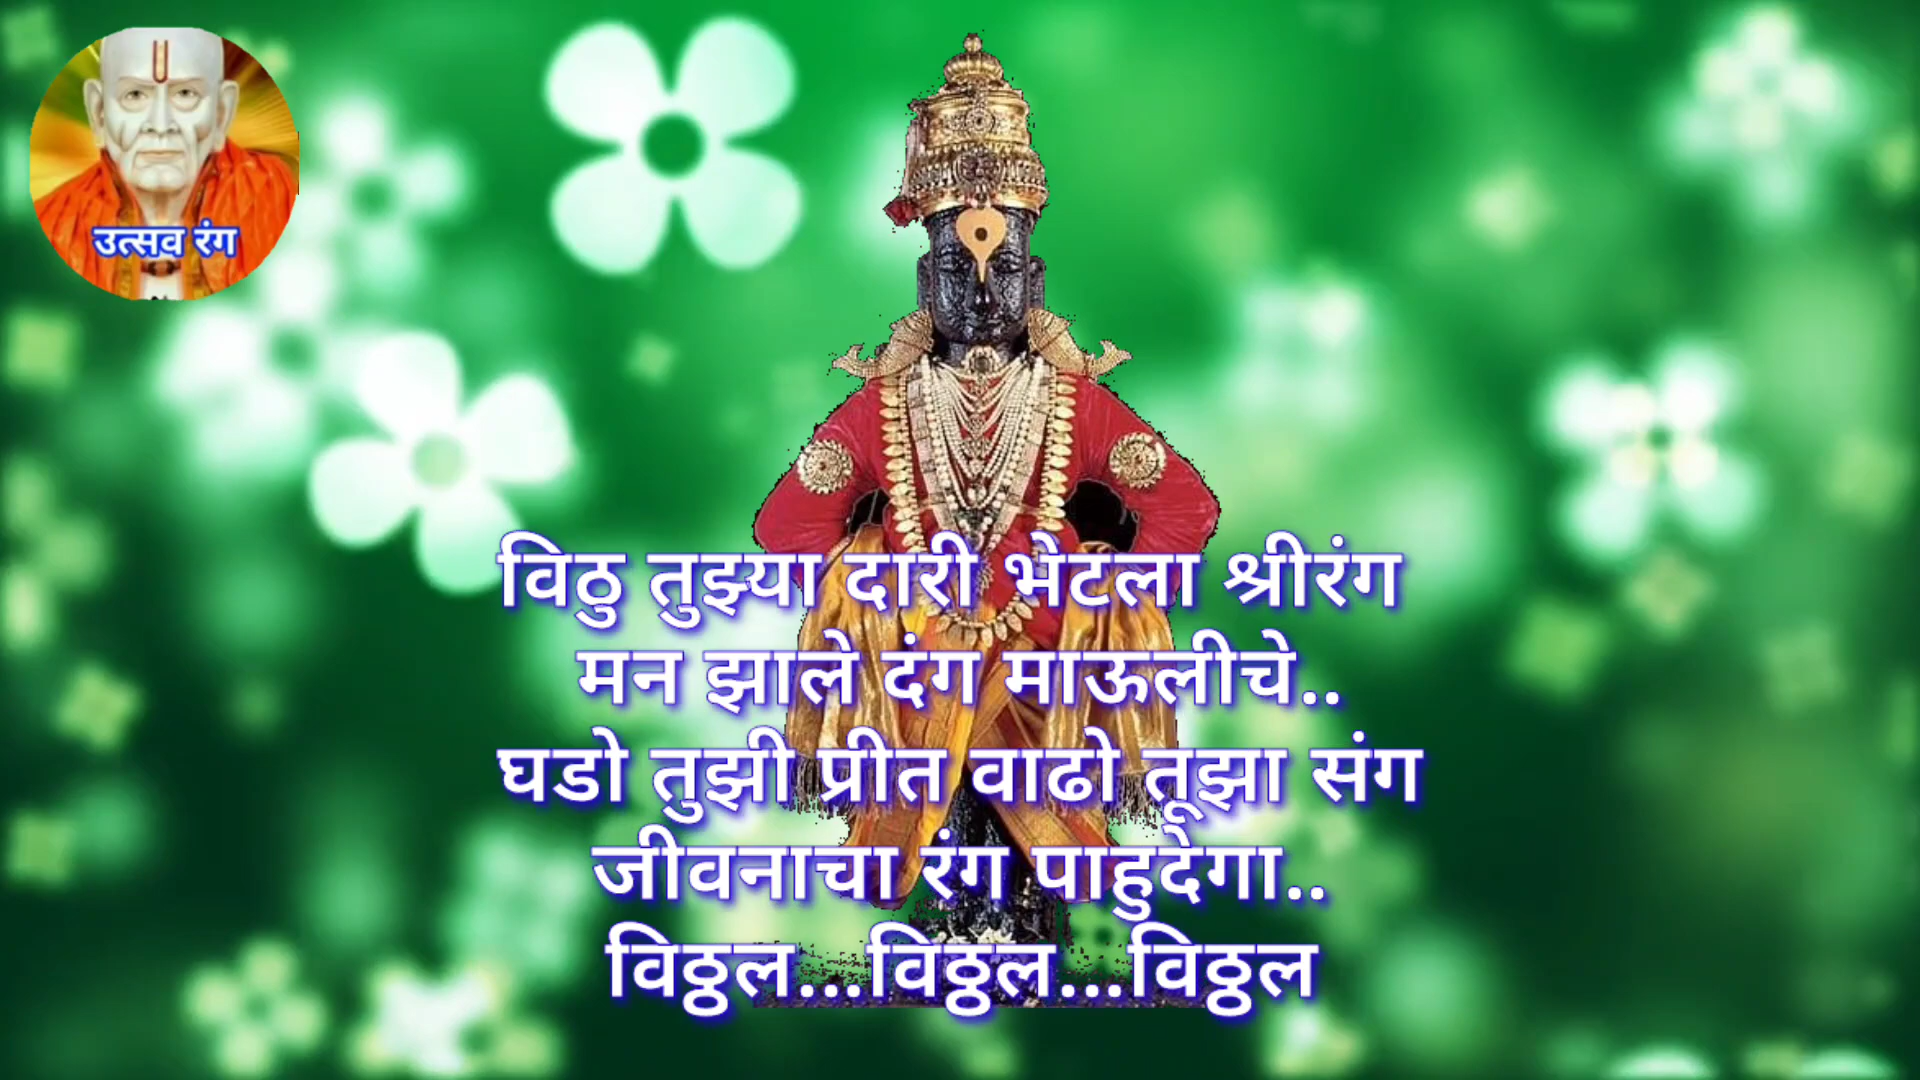 उत्सव रंग
विठु तुझ्या दारी भेटला श्रीरंग
मन झाले दंग माऊलीचे..
घडो तुझी प्रीत वाढो तूझा संग
जीवनाचा रंग पाहुदेगा..
विठ्ठल...विठ्ठल...विठ्ठल